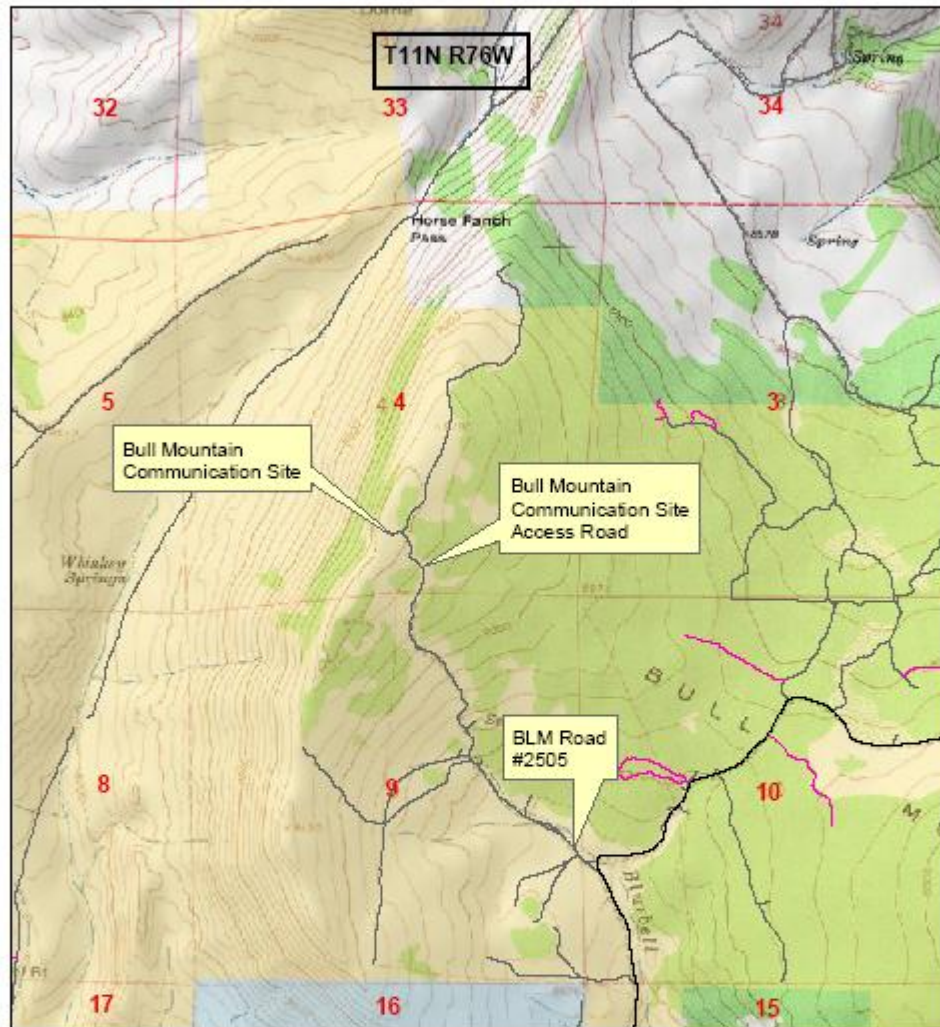 T11N R76W
34
32
33
34
Spring
Horse Ranch
Pass
8578
Spring
5
4
3
Bull Mountain
Communication Site
Bull Mountain
Communication Site
Access Road
Whiskey
Springs
BULL
BLM Road
#2505
8
9
10
M
Bluebell
17
16
15